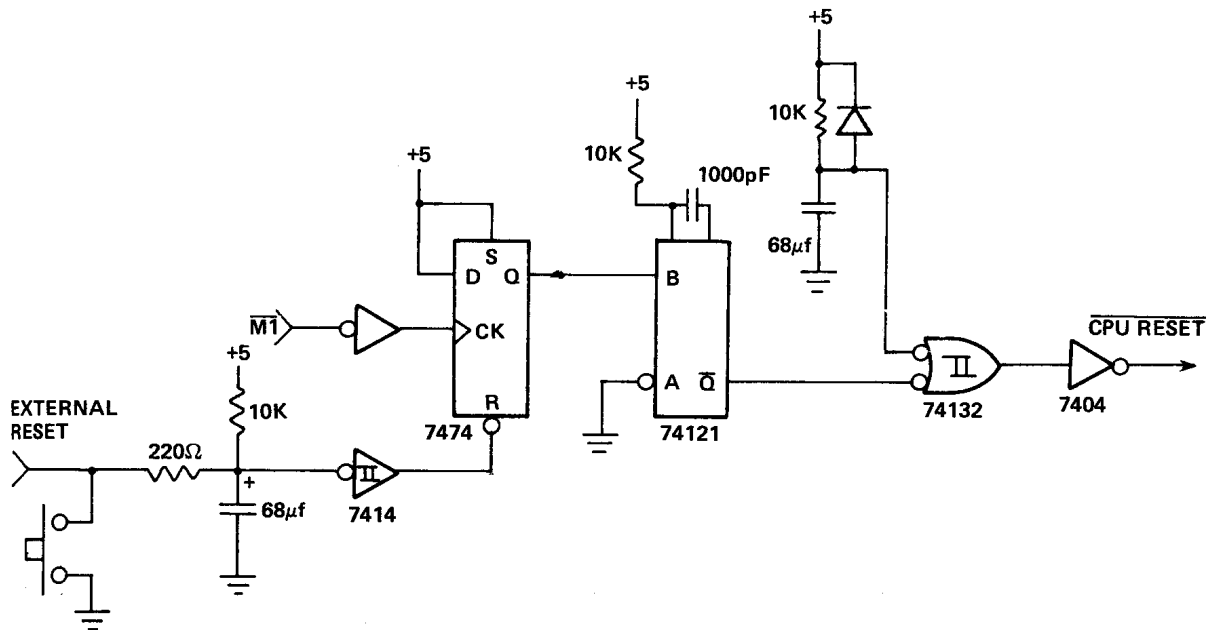 +5
10K
68μf
+5
10K
1000pF
+5
S
D Q
CK
R
7474
M1
B
A Q
74121
74132
CPU RESET
7404
+5
10K
EXTERNAL
RESET
220Ω
+
68μf
7414